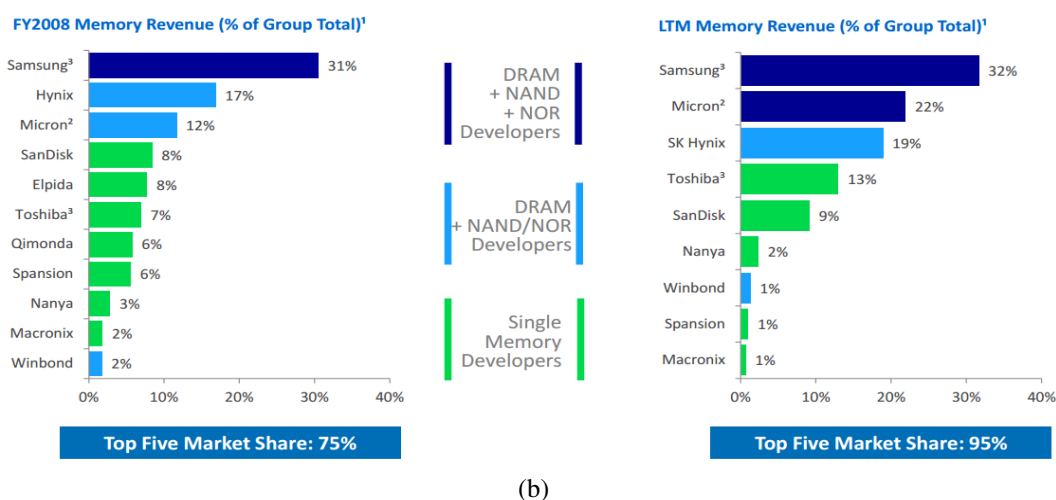 FY2008 Memory Revenue (% of Group Total)¹
Samsung³ 31%
Hynix 17%
Micron² 12%
SanDisk 8%
Elpida 8%
Toshiba³ 7%
Qimonda 6%
Spansion 6%
Nanya 3%
Macronix 2%
Winbond 2%
0% 10% 20% 30% 40%
Top Five Market Share: 75%
DRAM
+ NAND
+ NOR
Developers
DRAM
+ NAND/NOR
Developers
Single
Memory
Developers
LTM Memory Revenue (% of Group Total)¹
Samsung³ 32%
Micron² 22%
SK Hynix 19%
Toshiba³ 13%
SanDisk 9%
Nanya 2%
Winbond 1%
Spansion 1%
Macronix 1%
0% 10% 20% 30% 40%
Top Five Market Share: 95%
(b)